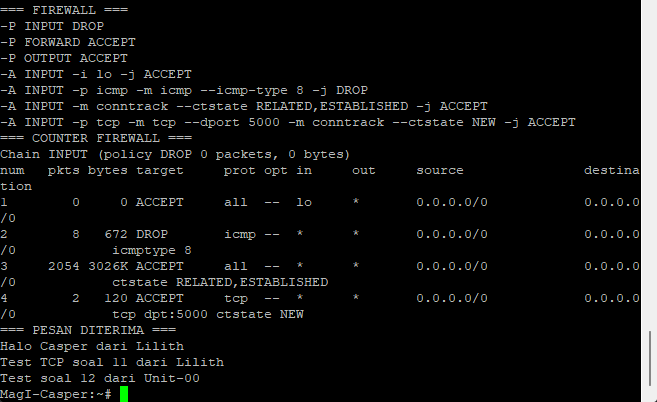 === FIREWALL ===
-P INPUT DROP
-P FORWARD ACCEPT
-P OUTPUT ACCEPT
-A INPUT -i lo -j ACCEPT
-A INPUT -p icmp -m icmp --icmp-type 8 -j DROP
-A INPUT -m conntrack --ctstate RELATED,ESTABLISHED -j ACCEPT
-A INPUT -p tcp -m tcp --dport 5000 -m conntrack --ctstate NEW -j ACCEPT
=== COUNTER FIREWALL ===
Chain INPUT (policy DROP 0 packets, 0 bytes)
num   pkts bytes target     prot opt in     out     source               destina
tion
1        0     0 ACCEPT     all  --  lo     *       0.0.0.0/0            0.0.0.0
/0
2        8   672 DROP       icmp --  *      *       0.0.0.0/0            0.0.0.0
/0            icmptype 8
3     2054 3026K ACCEPT     all  --  *      *       0.0.0.0/0            0.0.0.0
/0            ctstate RELATED,ESTABLISHED
4        2   120 ACCEPT     tcp  --  *      *       0.0.0.0/0            0.0.0.0
/0            tcp dpt:5000 ctstate NEW
=== PESAN DITERIMA ===
Halo Casper dari Lilith
Test TCP soal 11 dari Lilith
Test soal 12 dari Unit-00
MagI-Casper:~#